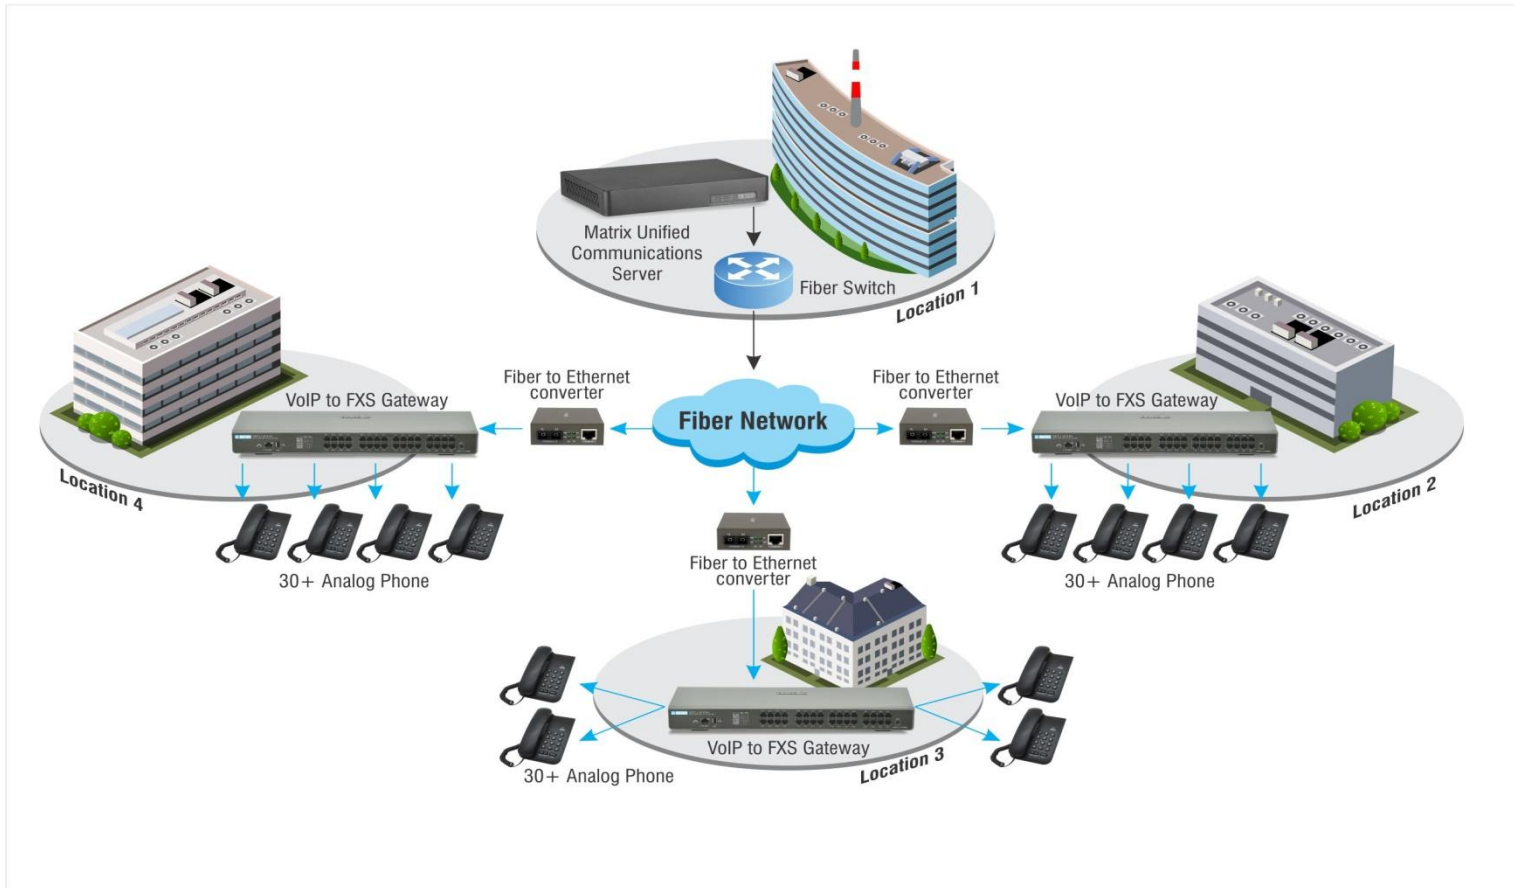 Matrix Unified
Communications
Server
Fiber Switch
Location 1
Fiber to Ethernet
converter
Fiber Network
Fiber to Ethernet
converter
VoIP to FXS Gateway
VoIP to FXS Gateway
Location 4
Location 2
30+ Analog Phone
30+ Analog Phone
Fiber to Ethernet
converter
VoIP to FXS Gateway
Location 3
30+ Analog Phone